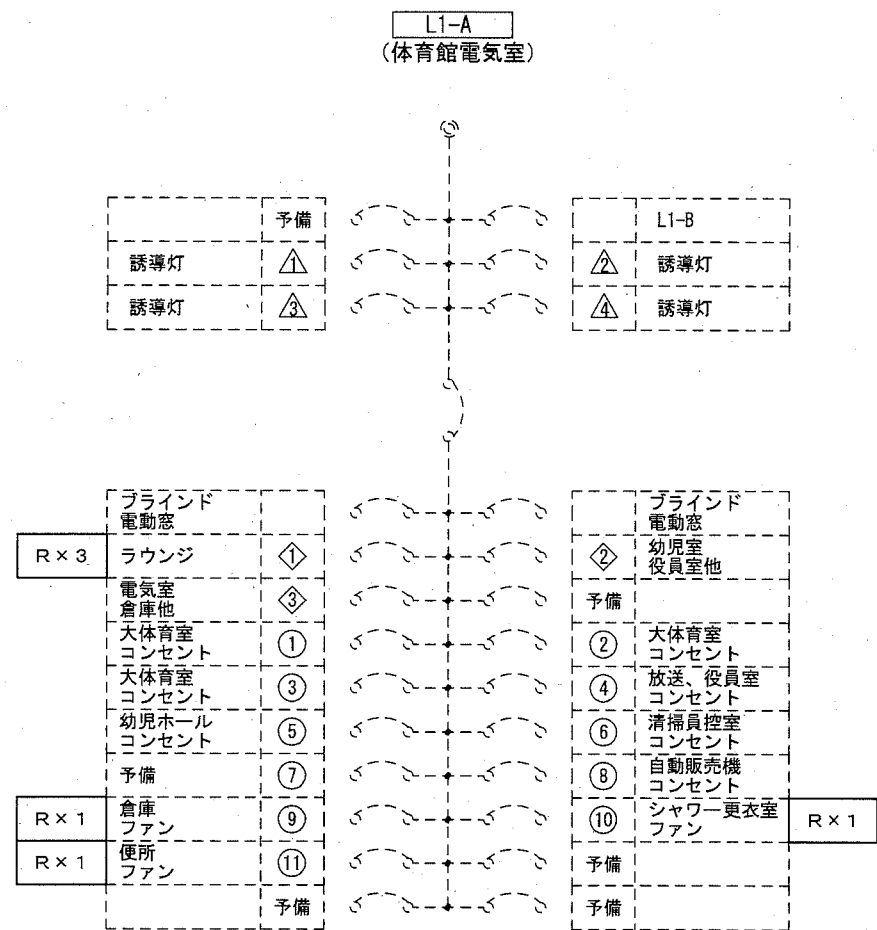 L1-A
(体育館電気室)
予備
L1-B
誘導灯
1
2
誘導灯
誘導灯
3
4
誘導灯
ブラインド
電動窓
ブラインド
電動窓
R×3
ラウンジ
1
2
幼児室
役員室他
電気室
倉庫他
3
予備
大体育室
コンセント
1
2
大体育室
コンセント
大体育室
コンセント
3
4
放送、役員室
コンセント
幼児ホール
コンセント
5
6
清掃員控室
コンセント
予備
7
8
自動販売機
コンセント
R×1
倉庫
ファン
9
10
シャワー更衣室
ファン
R×1
R×1
便所
ファン
11
予備
予備
予備